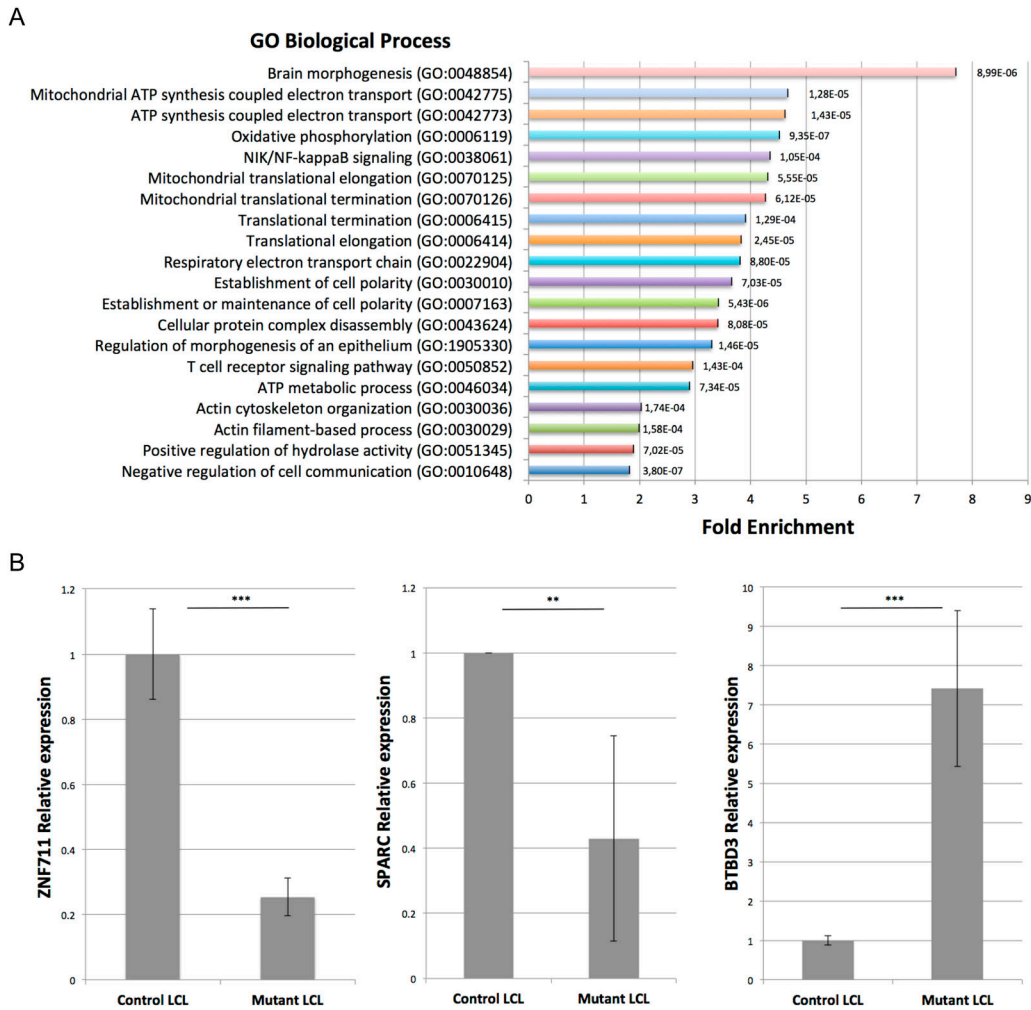 A
GO Biological Process
Brain morphogenesis (GO:0048854)
8,99E-06
Mitochondrial ATP synthesis coupled electron transport (GO:0042775)
1,28E-05
ATP synthesis coupled electron transport (GO:0042773)
1,43E-05
Oxidative phosphorylation (GO:0006119)
9,35E-07
NIK/NF-kappaB signaling (GO:0038061)
1,05E-04
Mitochondrial translational elongation (GO:0070125)
5,55E-05
Mitochondrial translational termination (GO:0070126)
6,12E-05
Translational termination (GO:0006415)
1,29E-04
Translational elongation (GO:0006414)
2,45E-05
Respiratory electron transport chain (GO:0022904)
8,80E-05
Establishment of cell polarity (GO:0030010)
7,03E-05
Establishment or maintenance of cell polarity (GO:0007163)
5,43E-06
Cellular protein complex disassembly (GO:0043624)
8,08E-05
Regulation of morphogenesis of an epithelium (GO:1905330)
1,46E-05
T cell receptor signaling pathway (GO:0050852)
1,43E-04
ATP metabolic process (GO:0046034)
7,34E-05
Actin cytoskeleton organization (GO:0030036)
1,74E-04
Actin filament-based process (GO:0030029)
1,58E-04
Positive regulation of hydrolase activity (GO:0051345)
7,02E-05
Negative regulation of cell communication (GO:0010648)
3,80E-07
0 1 2 3 4 5 6 7 8 9
Fold Enrichment
B
ZNF711 Relative expression
1.2
1
0.8
0.6
0.4
0.2
0
***
Control LCL
Mutant LCL
SPARC Relative expression
1.2
1
0.8
0.6
0.4
0.2
0
**
Control LCL
Mutant LCL
BTBD3 Relative expression
10
9
8
7
6
5
4
3
2
1
0
***
Control LCL
Mutant LCL